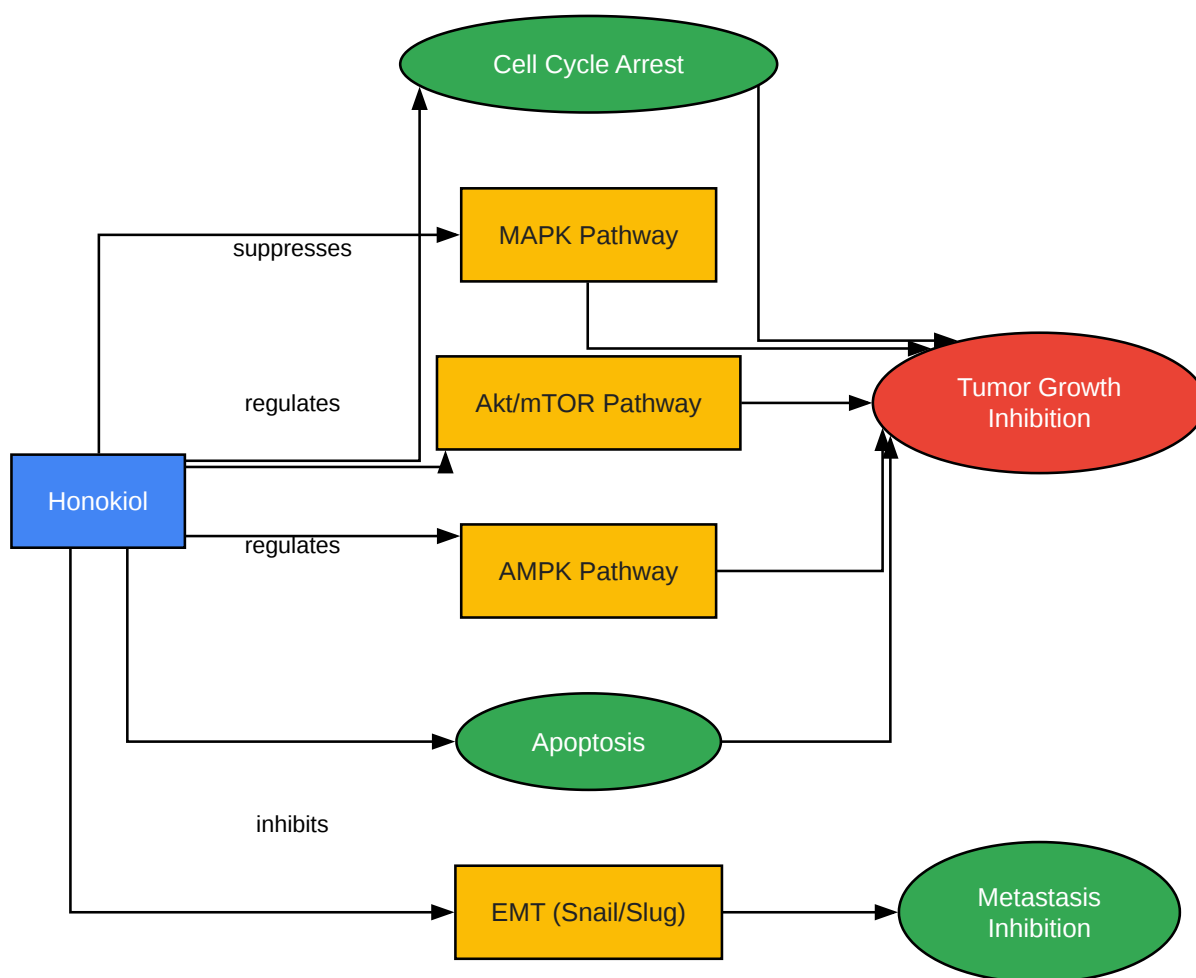 Cell Cycle Arrest
MAPK Pathway
suppresses
Tumor Growth
Inhibition
Akt/mTOR Pathway
regulates
Honokiol
regulates
AMPK Pathway
Apoptosis
inhibits
EMT (Snail/Slug)
Metastasis
Inhibition